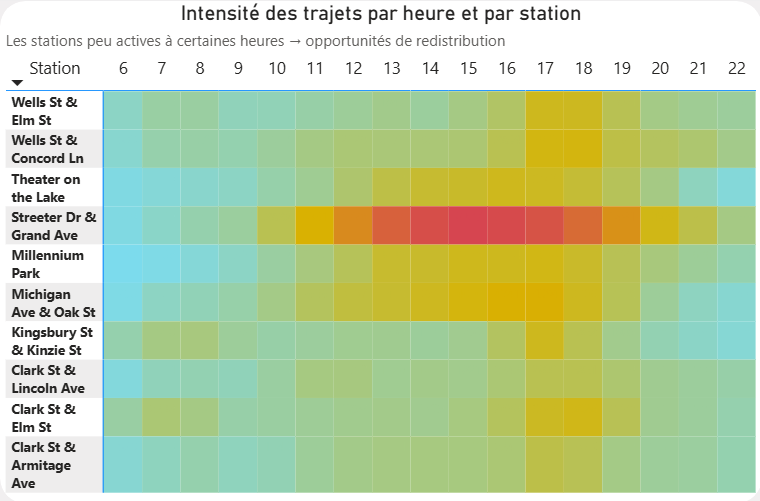 Intensité des trajets par heure et par station
Les stations peu actives à certaines heures → opportunités de redistribution
Station 6 7 8 9 10 11 12 13 14 15 16 17 18 19 20 21 22
Wells St &
Elm St
Wells St &
Concord Ln
Theater on
the Lake
Streeter Dr &
Grand Ave
Millennium
Park
Michigan
Ave & Oak St
Kingsbury St
& Kinzie St
Clark St &
Lincoln Ave
Clark St &
Elm St
Clark St &
Armitage
Ave